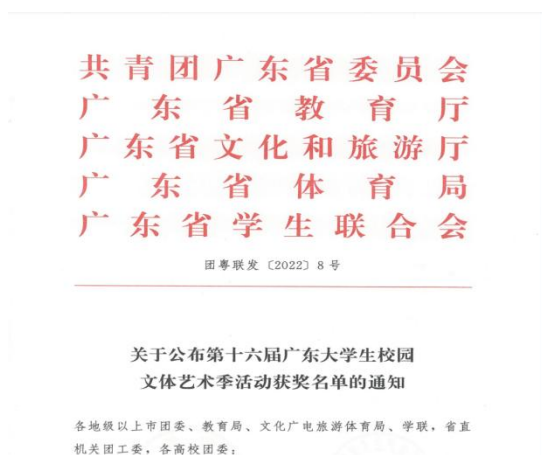 共青团广东省委员会
广东省教育厅
广东省文化和旅游厅
广东省体育局
广东省学生联合会
团粤联发〔2022〕8号
关于公布第十六届广东大学生校园
文体艺术季活动获奖名单的通知
各地级以上市团委、教育局、文化广电旅游体育局、学联，省直
机关团工委，各高校团委：